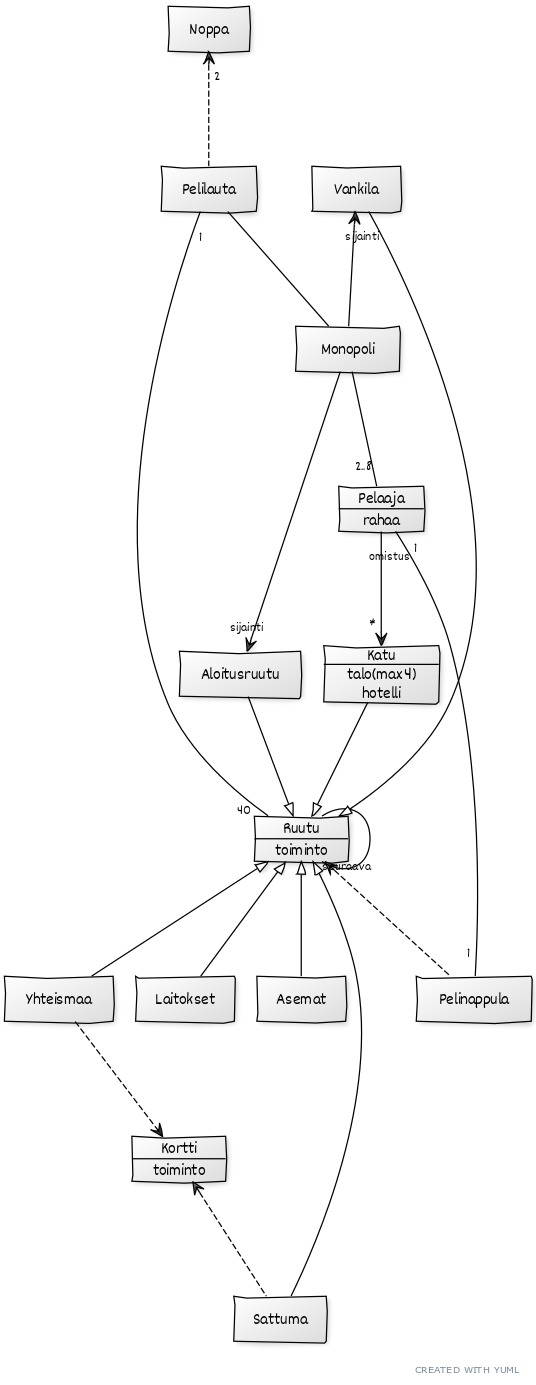 Noppa
2
Pelilauta
Vankila
1
sijainti
Monopoli
2..8
Pelaaja
rahaa
1
omistus
*
sijainti
Aloitusruutu
Katu
talo(max4)
hotelli
40
Ruutu
toiminto
seuraava
1
Yhteismaa
Laitokset
Asemat
Pelinappula
Kortti
toiminto
Sattuma
CREATED WITH YUML